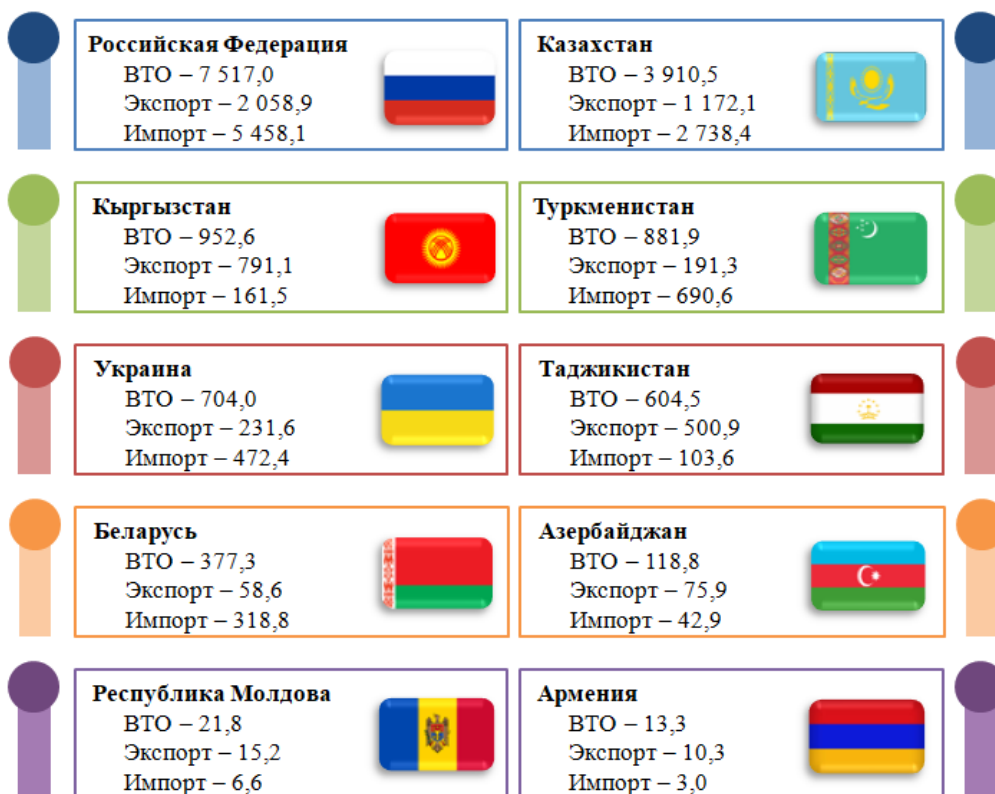 Российская Федерация
ВТО – 7 517,0
Экспорт – 2 058,9
Импорт – 5 458,1
Казахстан
ВТО – 3 910,5
Экспорт – 1 172,1
Импорт – 2 738,4
Кыргызстан
ВТО – 952,6
Экспорт – 791,1
Импорт – 161,5
Туркменистан
ВТО – 881,9
Экспорт – 191,3
Импорт – 690,6
Украина
ВТО – 704,0
Экспорт – 231,6
Импорт – 472,4
Таджикистан
ВТО – 604,5
Экспорт – 500,9
Импорт – 103,6
Беларусь
ВТО – 377,3
Экспорт – 58,6
Импорт – 318,8
Азербайджан
ВТО – 118,8
Экспорт – 75,9
Импорт – 42,9
Республика Молдова
ВТО – 21,8
Экспорт – 15,2
Импорт – 6,6
Армения
ВТО – 13,3
Экспорт – 10,3
Импорт – 3,0